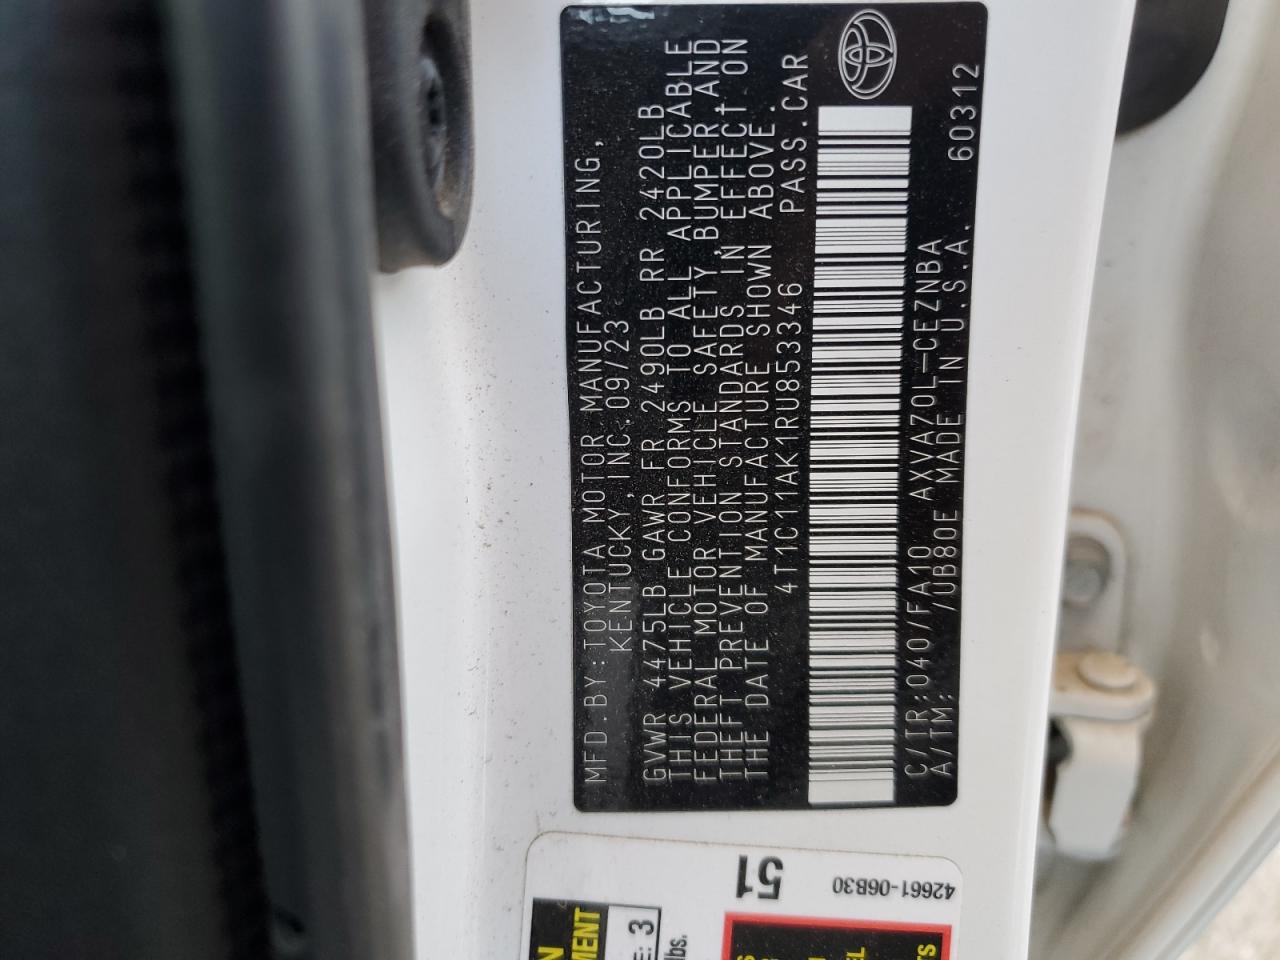 MFD.BY:TOYOTA MOTOR MANUFACTURING,
KENTUCKY,INC.09/23
GVWR 4475LB GAWR FR 2490LB RR 2420LB
THIS VEHICLE CONFORMS TO ALL APPLICABLE
FEDERAL MOTOR VEHICLE SAFETY,BUMPER,AND
THEFT PREVENTION STANDARDS IN EFFECT ON
THE DATE OF MANUFACTURE SHOWN ABOVE.
4T1C11AK1RU853346 PASS.CAR
C/TR:040/FA10 AXVA70L-CEZNBA
A/TM: /UB80E MADE IN U.S.A. 60312
51
42661-06B30
E: 3
lbs.